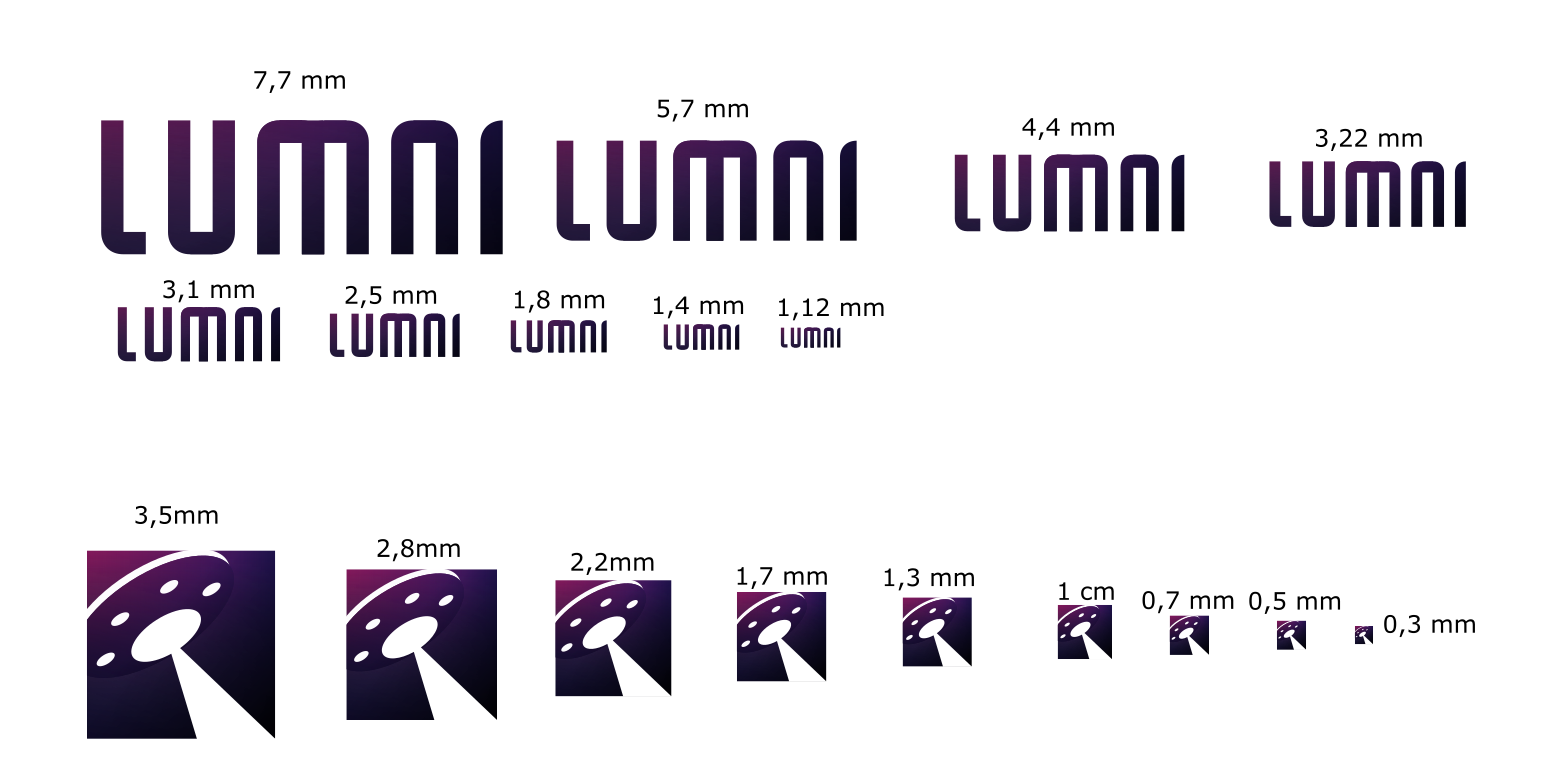 7,7 mm
5,7 mm
4,4 mm
3,22 mm
LUMNI
LUMNI
LUMNI
LUMNI
3,1 mm
2,5 mm
1,8 mm
1,4 mm
1,12 mm
LUMNI
LUMNI
LUMNI
LUMNI
LUMNI
3,5mm
2,8mm
2,2mm
1,7 mm
1,3 mm
1 cm
0,7 mm
0,5 mm
0,3 mm